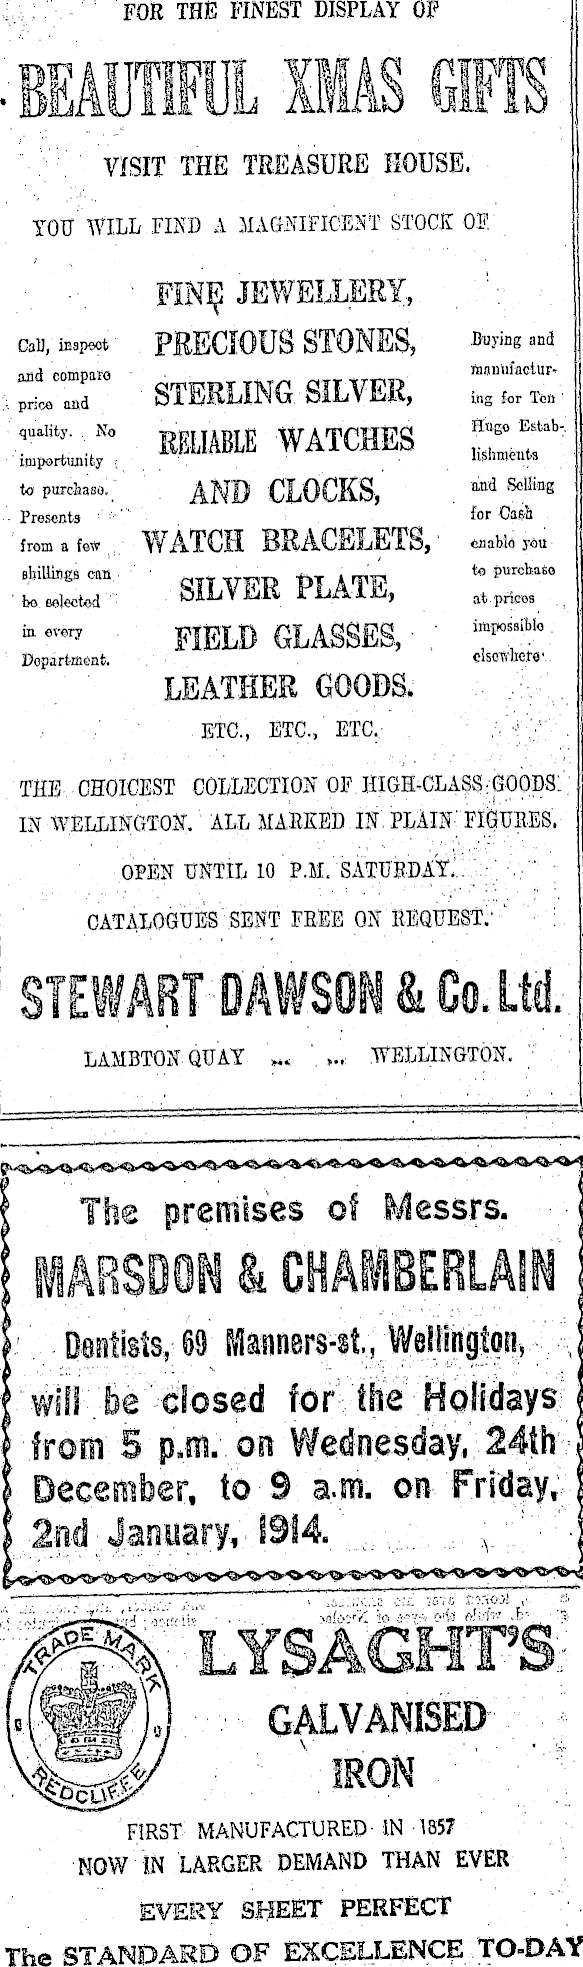 FOR THE FINEST DISPLAY OF
BEAUTIFUL XMAS GIFTS
VISIT THE TREASURE HOUSE.
YOU WILL FIND A MAGNIFICENT STOCK OF
Call, inspect
and compare
price and
quality. No
importunity
to purchase.
Presents
from a few
shillings can
be selected
in every
Department.
FINE JEWELLERY,
PRECIOUS STONES,
STERLING SILVER,
RELIABLE WATCHES
AND CLOCKS,
WATCH BRACELETS,
SILVER PLATE,
FIELD GLASSES,
LEATHER GOODS.
ETC., ETC., ETC.
Buying and
manufactur-
ing for Ten
Huge Estab-
lishments
and Selling
for Cash
enable you
to purchase
at prices
impossible
elsewhere
THE CHOICEST COLLECTION OF HIGH-CLASS GOODS
IN WELLINGTON. ALL MARKED IN PLAIN FIGURES.
OPEN UNTIL 10 P.M. SATURDAY.
CATALOGUES SENT FREE ON REQUEST.
STEWART DAWSON & Co. Ltd.
LAMBTON QUAY ... ... WELLINGTON.
The premises of Messrs.
MARSDON & CHAMBERLAIN
Dentists, 69 Manners-st., Wellington,
will be closed for the Holidays
from 5 p.m. on Wednesday, 24th
December, to 9 a.m. on Friday,
2nd January, 1914.
TRADE MARK
REDCLIFFE
LYSAGHT'S
GALVANISED
IRON
FIRST MANUFACTURED IN 1857
NOW IN LARGER DEMAND THAN EVER
EVERY SHEET PERFECT
The STANDARD OF EXCELLENCE TO-DAY